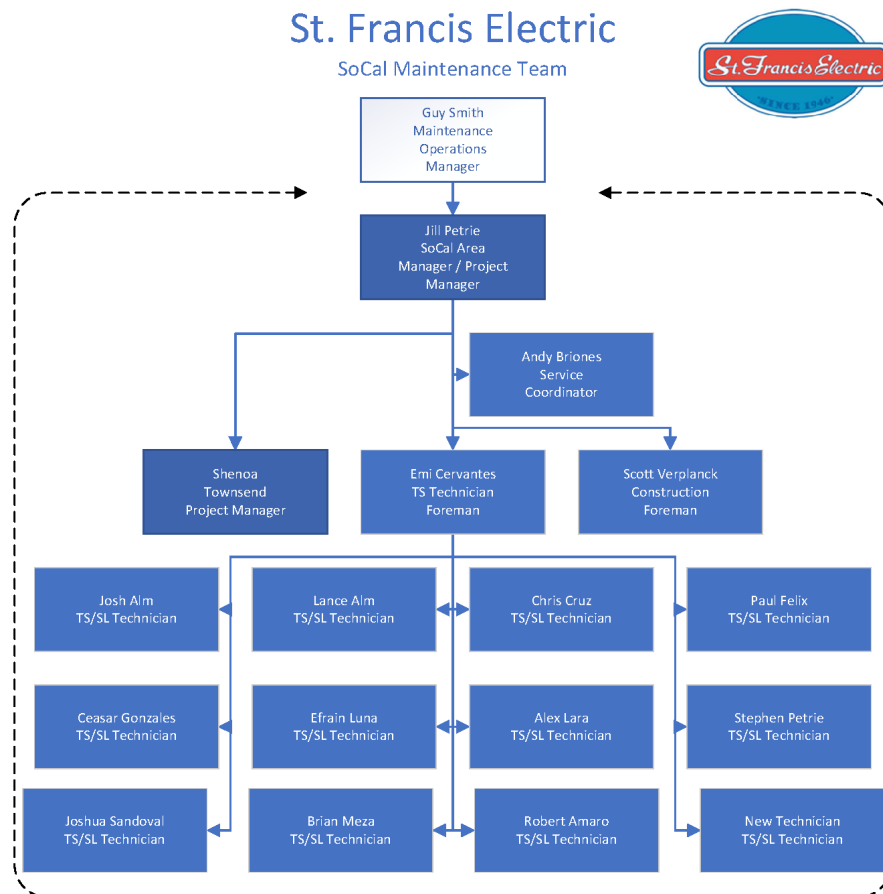 St. Francis Electric
SoCal Maintenance Team
St. Francis Electric
·SINCE 1946·
Guy Smith
Maintenance
Operations
Manager
Jill Petrie
SoCal Area
Manager / Project
Manager
Andy Briones
Service
Coordinator
Shenoa
Townsend
Project Manager
Emi Cervantes
TS Technician
Foreman
Scott Verplanck
Construction
Foreman
Josh Alm
TS/SL Technician
Lance Alm
TS/SL Technician
Chris Cruz
TS/SL Technician
Paul Felix
TS/SL Technician
Ceasar Gonzales
TS/SL Technician
Efrain Luna
TS/SL Technician
Alex Lara
TS/SL Technician
Stephen Petrie
TS/SL Technician
Joshua Sandoval
TS/SL Technician
Brian Meza
TS/SL Technician
Robert Amaro
TS/SL Technician
New Technician
TS/SL Technician